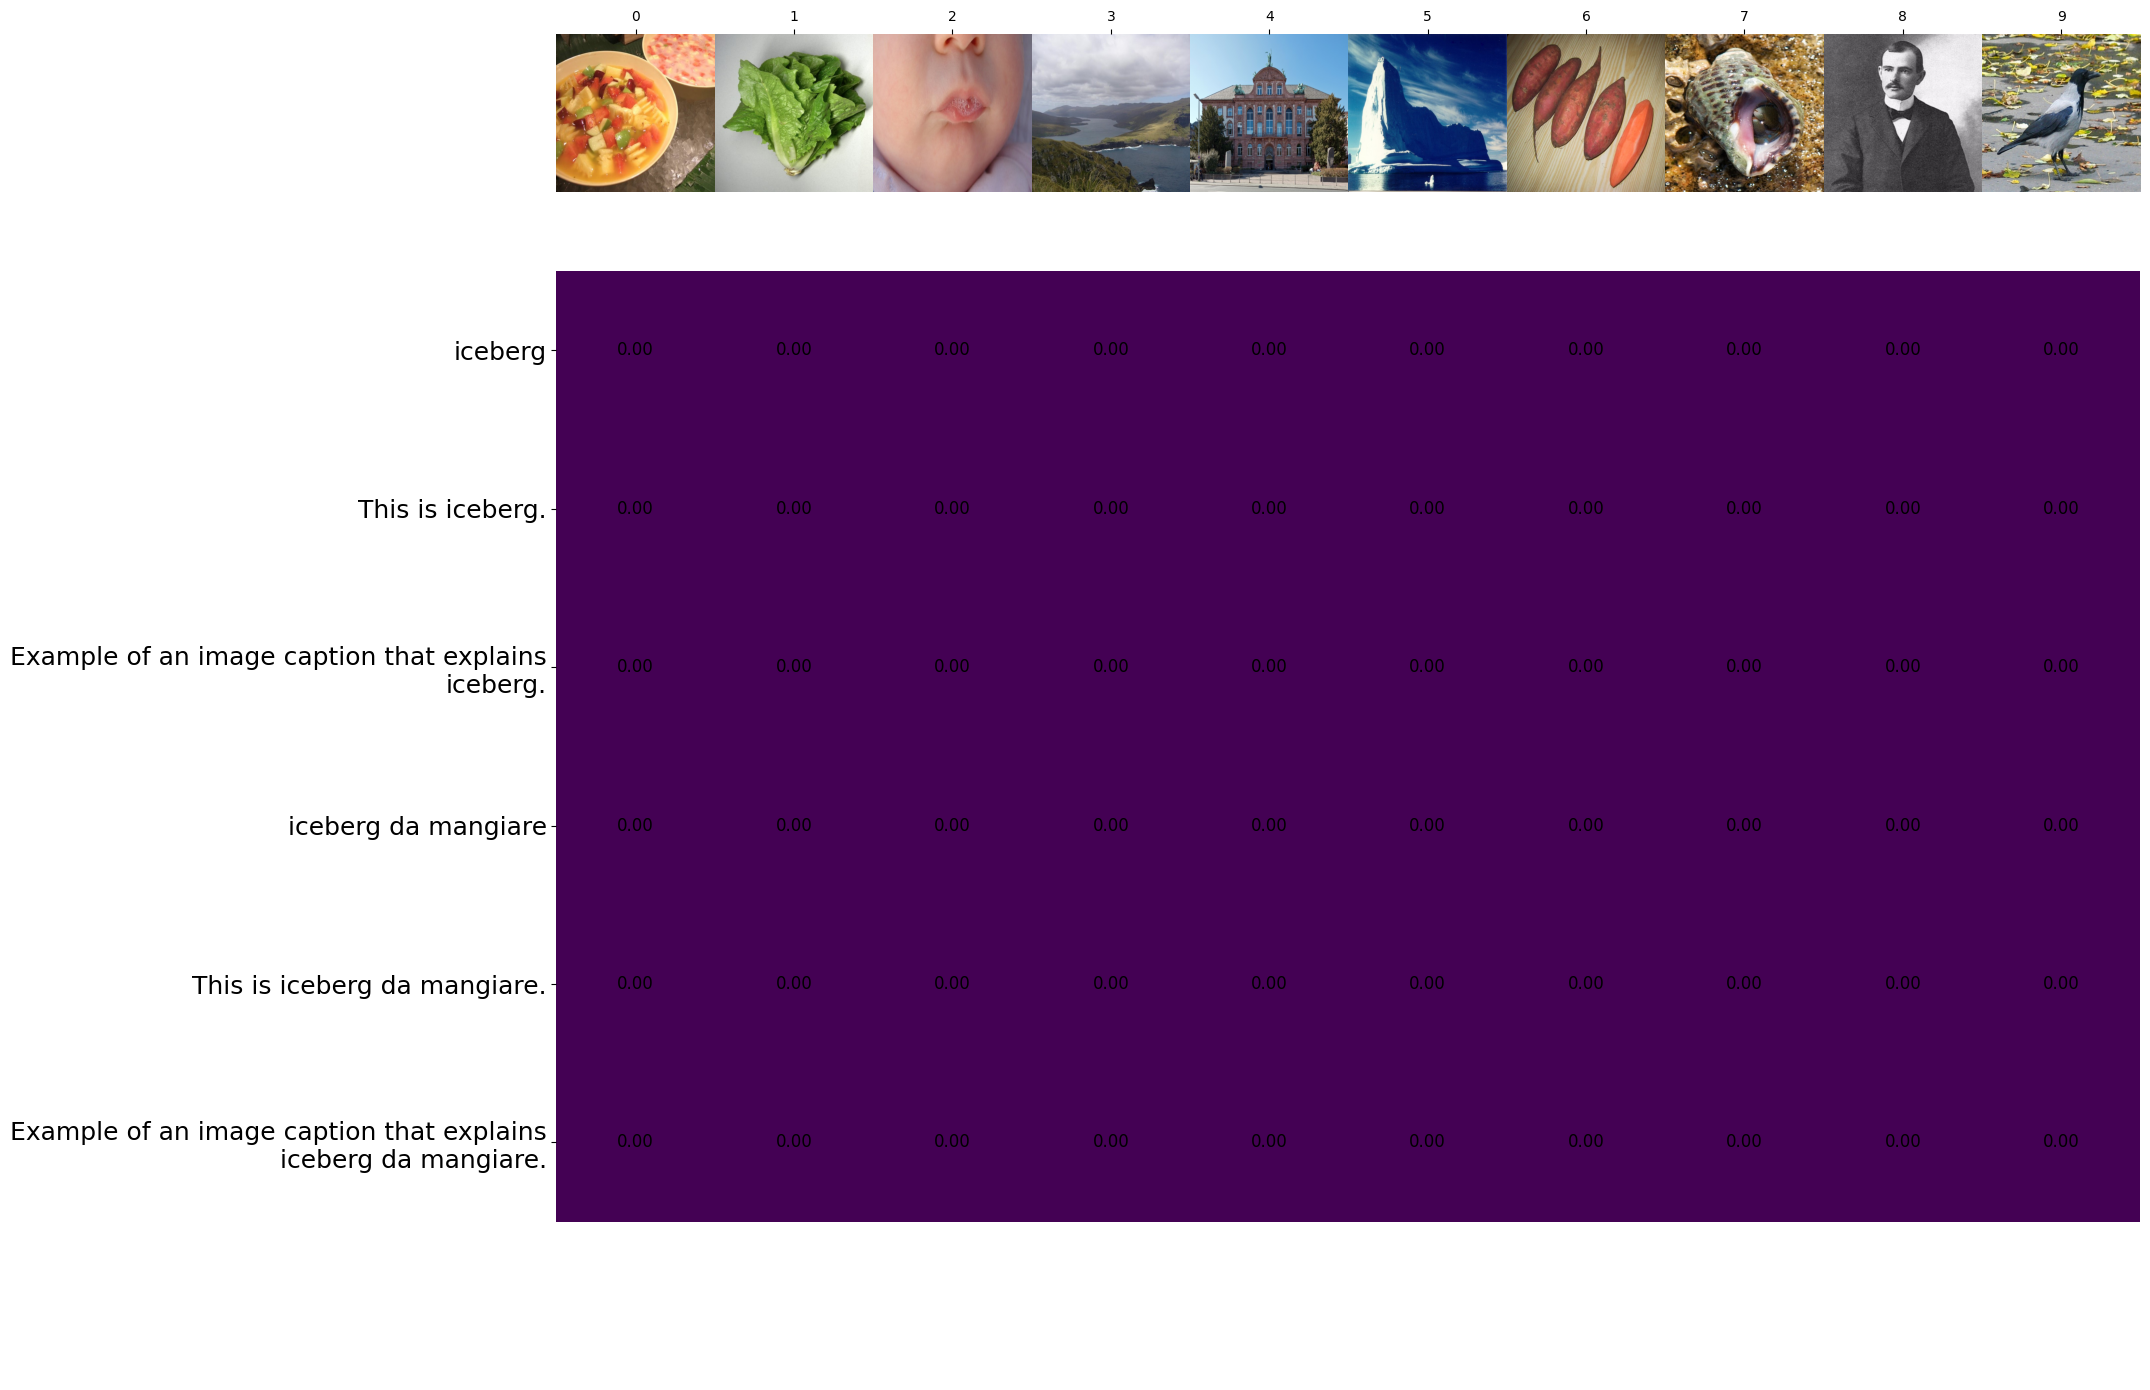 0 1 2 3 4 5 6 7 8 9
iceberg 0.00 0.00 0.00 0.00 0.00 0.00 0.00 0.00 0.00 0.00
This is iceberg. 0.00 0.00 0.00 0.00 0.00 0.00 0.00 0.00 0.00 0.00
Example of an image caption that explains
iceberg. 0.00 0.00 0.00 0.00 0.00 0.00 0.00 0.00 0.00 0.00
iceberg da mangiare 0.00 0.00 0.00 0.00 0.00 0.00 0.00 0.00 0.00 0.00
This is iceberg da mangiare. 0.00 0.00 0.00 0.00 0.00 0.00 0.00 0.00 0.00 0.00
Example of an image caption that explains
iceberg da mangiare. 0.00 0.00 0.00 0.00 0.00 0.00 0.00 0.00 0.00 0.00